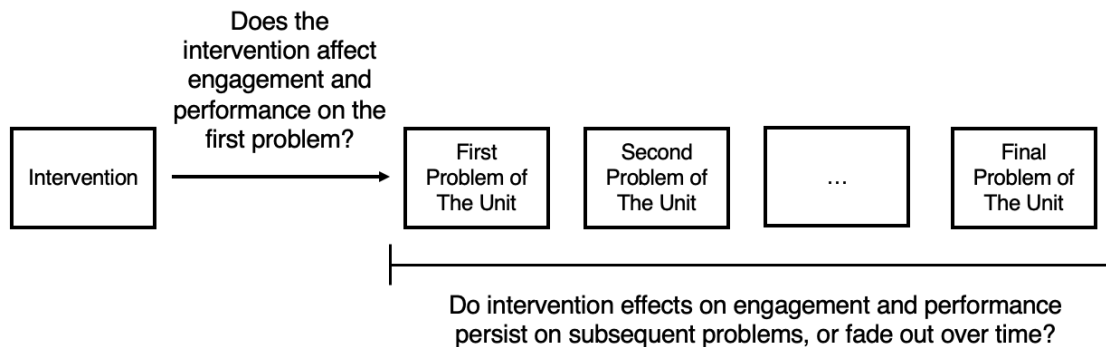 Does the
intervention affect
engagement and
performance on the
first problem?
Intervention
First
Problem of
The Unit
Second
Problem of
The Unit
...
Final
Problem of
The Unit
Do intervention effects on engagement and performance
persist on subsequent problems, or fade out over time?